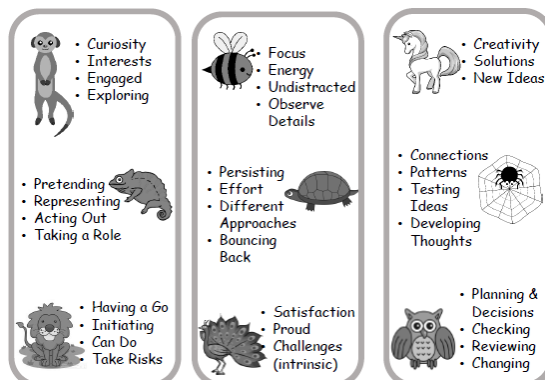 • Curiosity
• Interests
• Engaged
• Exploring
• Pretending
• Representing
• Acting Out
• Taking a Role
• Having a Go
• Initiating
• Can Do
• Take Risks
• Focus
• Energy
• Undistracted
• Observe
Details
• Persisting
• Effort
• Different
Approaches
• Bouncing
Back
• Satisfaction
• Proud
• Challenges
(intrinsic)
• Creativity
• Solutions
• New Ideas
• Connections
• Patterns
• Testing
Ideas
• Developing
Thoughts
• Planning &
Decisions
• Checking
• Reviewing
• Changing